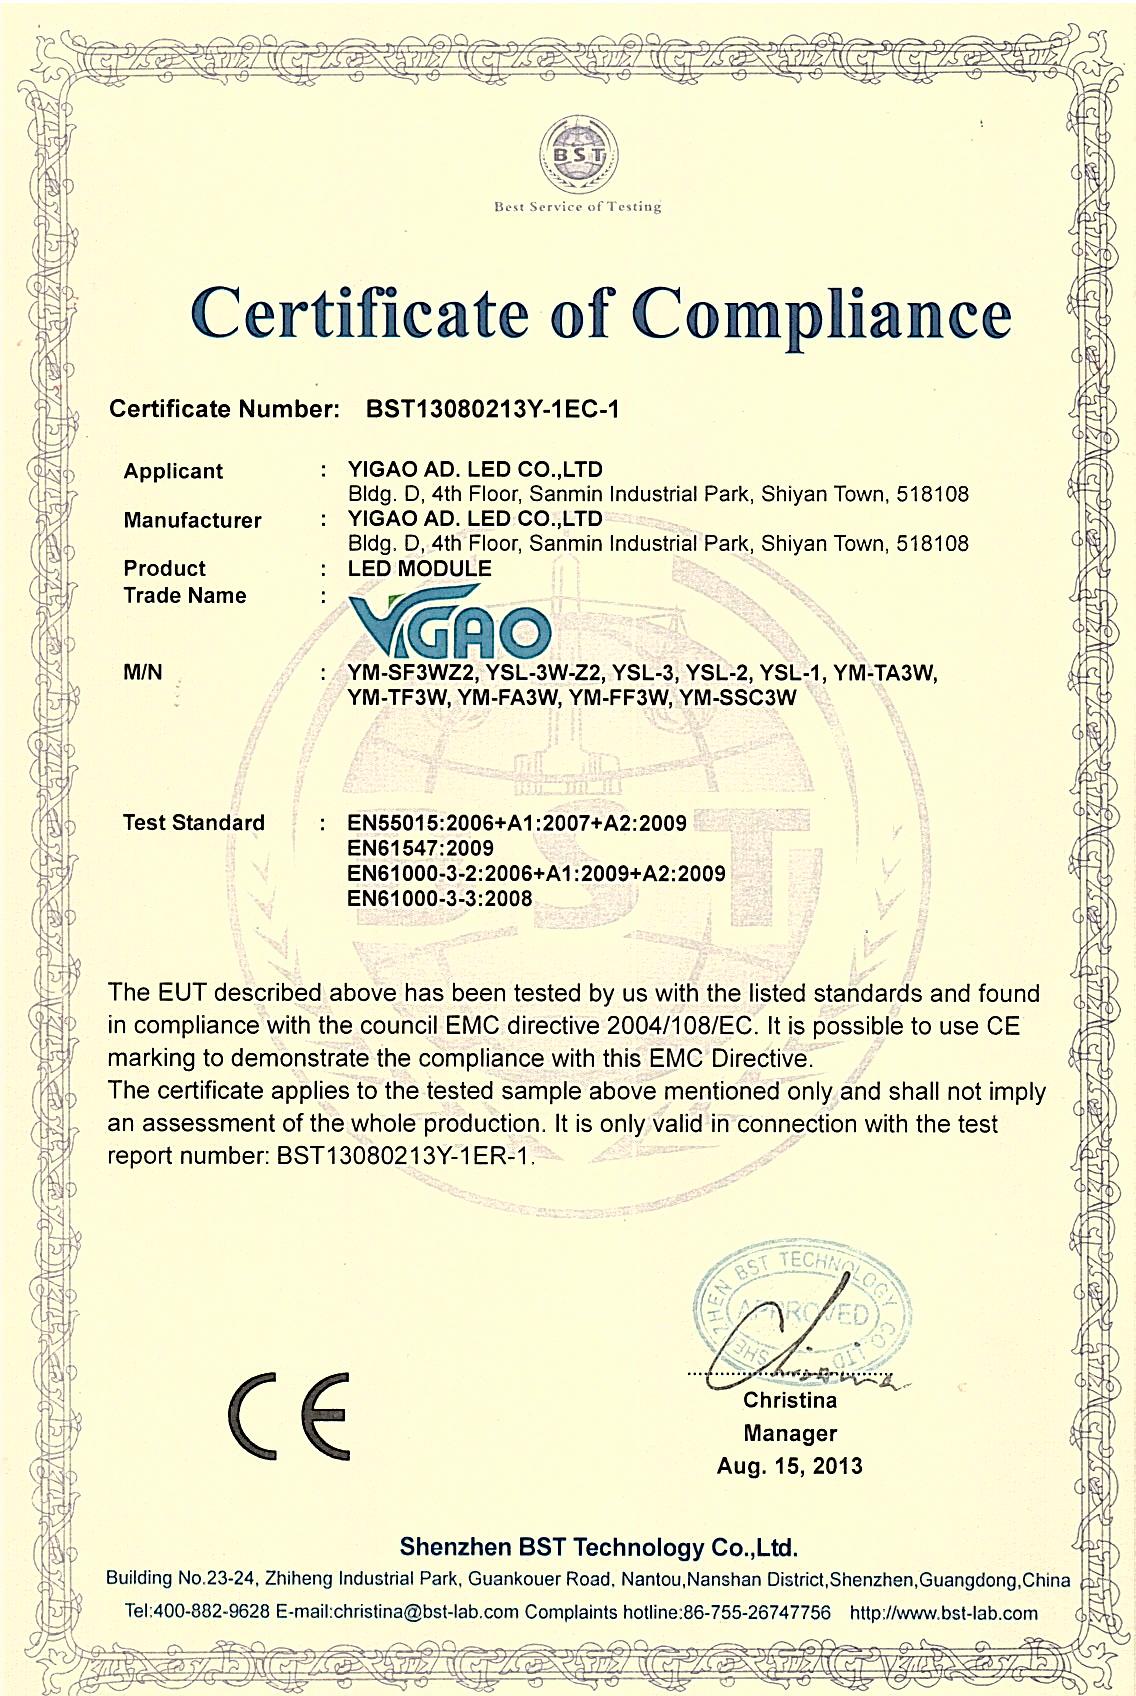 BST
Best Service of Testing
Certificate of Compliance
Certificate Number: BST13080213Y-1EC-1
Applicant : YIGAO AD. LED CO.,LTD
Bldg. D, 4th Floor, Sanmin Industrial Park, Shiyan Town, 518108
Manufacturer : YIGAO AD. LED CO.,LTD
Bldg. D, 4th Floor, Sanmin Industrial Park, Shiyan Town, 518108
Product : LED MODULE
Trade Name : YIGAO
M/N : YM-SF3WZ2, YSL-3W-Z2, YSL-3, YSL-2, YSL-1, YM-TA3W,
YM-TF3W, YM-FA3W, YM-FF3W, YM-SSC3W
Test Standard : EN55015:2006+A1:2007+A2:2009
EN61547:2009
EN61000-3-2:2006+A1:2009+A2:2009
EN61000-3-3:2008
BST
The EUT described above has been tested by us with the listed standards and found
in compliance with the council EMC directive 2004/108/EC. It is possible to use CE
marking to demonstrate the compliance with this EMC Directive.
The certificate applies to the tested sample above mentioned only and shall not imply
an assessment of the whole production. It is only valid in connection with the test
report number: BST13080213Y-1ER-1.
SHENZHEN BST TECHNOLOGY CO.,LTD
APPROVED
Christina
CE
Christina
Manager
Aug. 15, 2013
Shenzhen BST Technology Co.,Ltd.
Building No.23-24, Zhiheng Industrial Park, Guankouer Road, Nantou,Nanshan District,Shenzhen,Guangdong,China
Tel:400-882-9628 E-mail:christina@bst-lab.com Complaints hotline:86-755-26747756 http://www.bst-lab.com